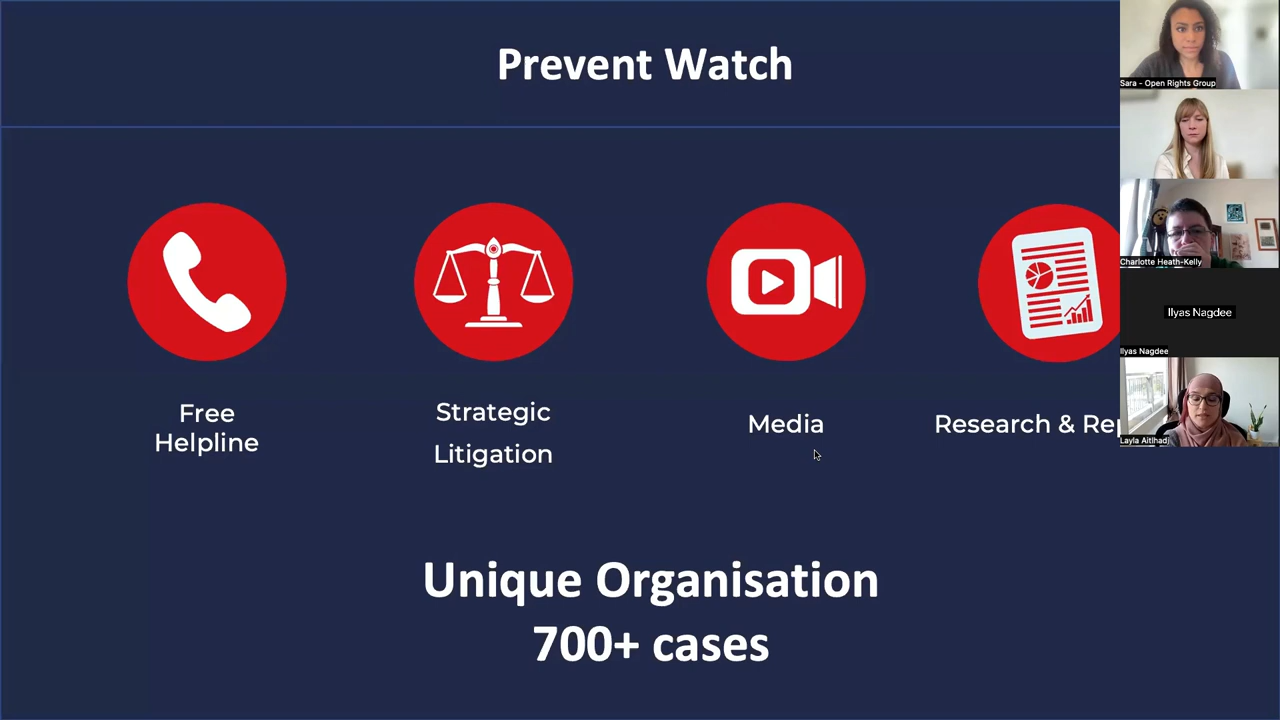 Prevent Watch
Free
Helpline
Strategic
Litigation
Media
Research & Re
Unique Organisation
700+ cases
Sara - Open Rights Group
Charlotte Heath-Kelly
Ilyas Nagdee
Ilyas Nagdee
Layla Aitlhadj